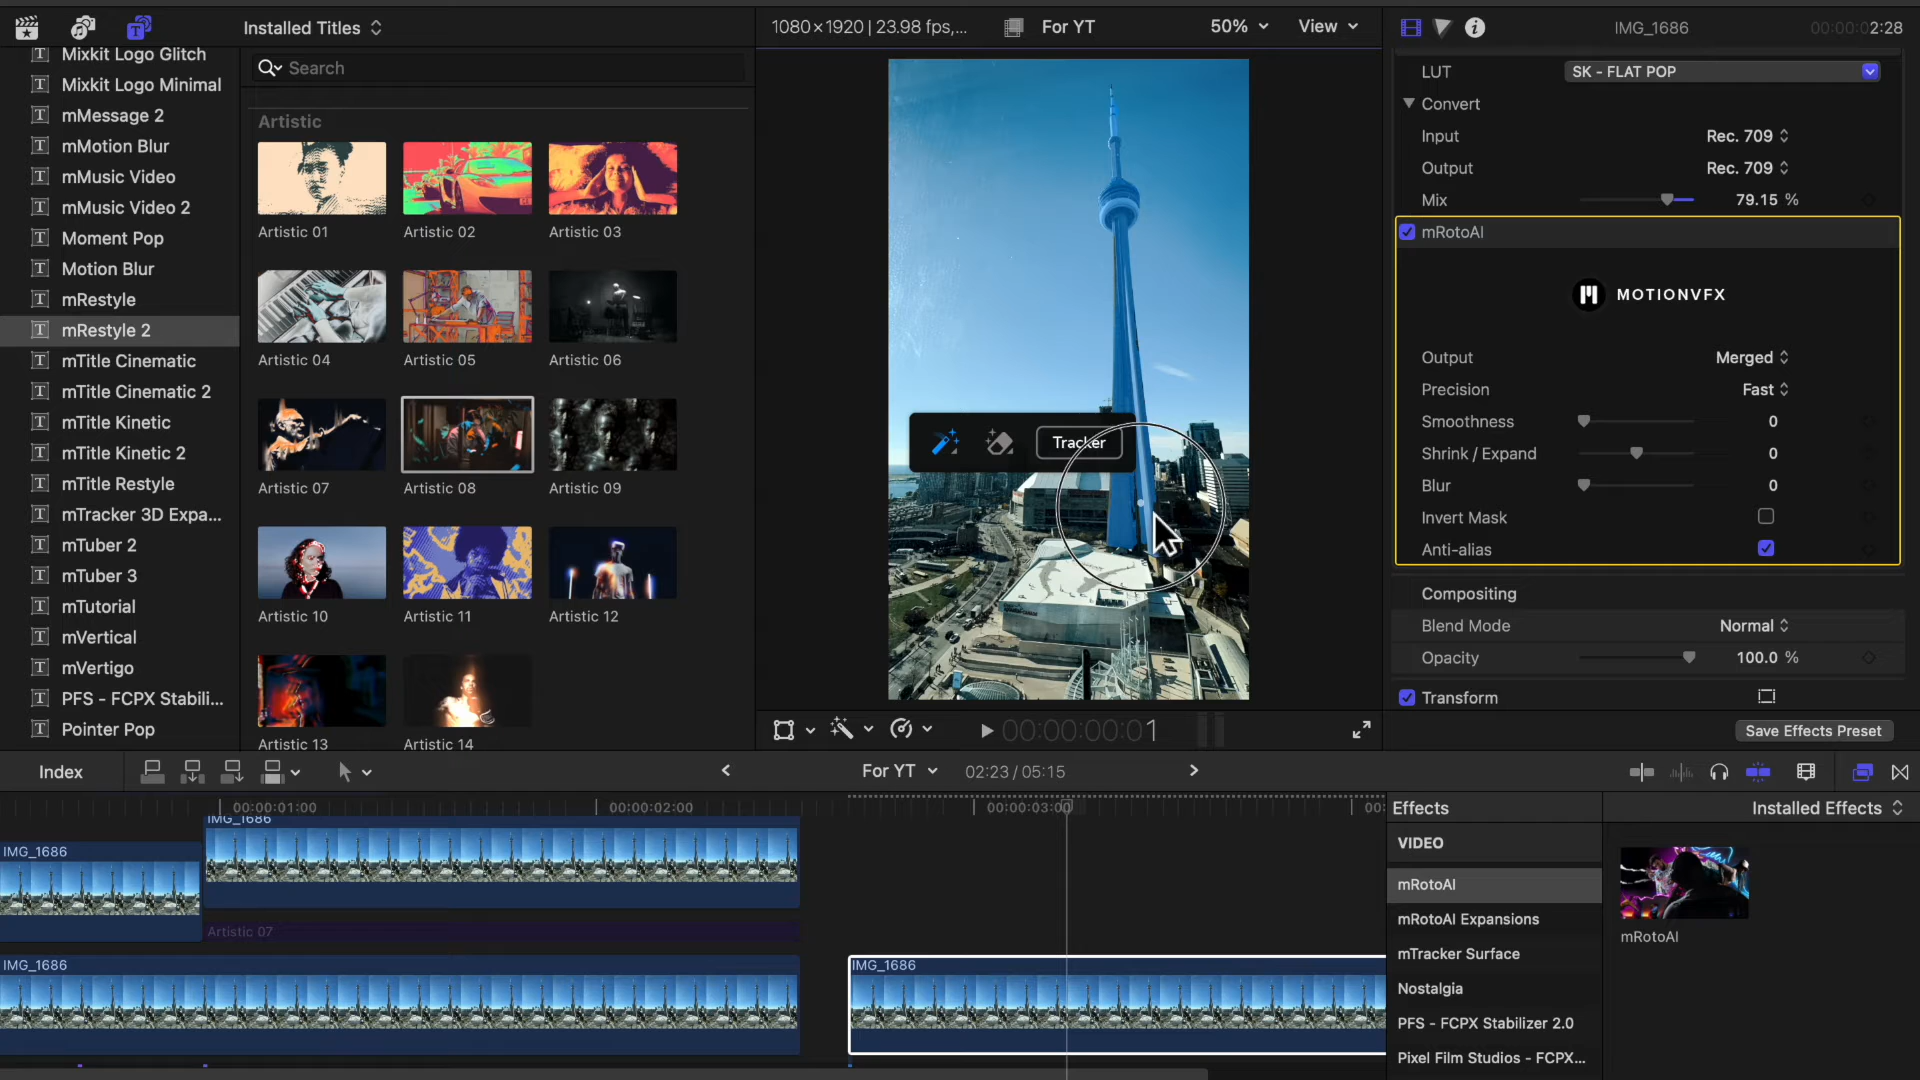 Installed Titles
1080×1920 | 23.98 fps,...
For YT
50%
View
IMG_1686
00:00:02:28
Mixkit Logo Glitch
Mixkit Logo Minimal
mMessage 2
mMotion Blur
mMusic Video
mMusic Video 2
Moment Pop
Motion Blur
mRestyle
mRestyle 2
mTitle Cinematic
mTitle Cinematic 2
mTitle Kinetic
mTitle Kinetic 2
mTitle Restyle
mTracker 3D Expa...
mTuber 2
mTuber 3
mTutorial
mVertical
mVertigo
PFS - FCPX Stabili...
Pointer Pop
Search
Artistic
Artistic 01
Artistic 02
Artistic 03
Artistic 04
Artistic 05
Artistic 06
Artistic 07
Artistic 08
Artistic 09
Artistic 10
Artistic 11
Artistic 12
Artistic 13
Artistic 14
Tracker
00:00:00:01
LUT
SK - FLAT POP
Convert
Input
Rec. 709
Output
Rec. 709
Mix
79.15 %
mRotoAI
MOTIONVFX
Output
Merged
Precision
Fast
Smoothness
0
Shrink / Expand
0
Blur
0
Invert Mask
Anti-alias
Compositing
Blend Mode
Normal
Opacity
100.0 %
Transform
Save Effects Preset
Index
For YT
02:23 / 05:15
00:00:01:00
00:00:02:00
00:00:03:00
00:
IMG_1686
IMG_1686
Artistic 07
IMG_1686
IMG_1686
Effects
Installed Effects
VIDEO
mRotoAI
mRotoAI Expansions
mTracker Surface
Nostalgia
PFS - FCPX Stabilizer 2.0
Pixel Film Studios - FCPX...
mRotoAI